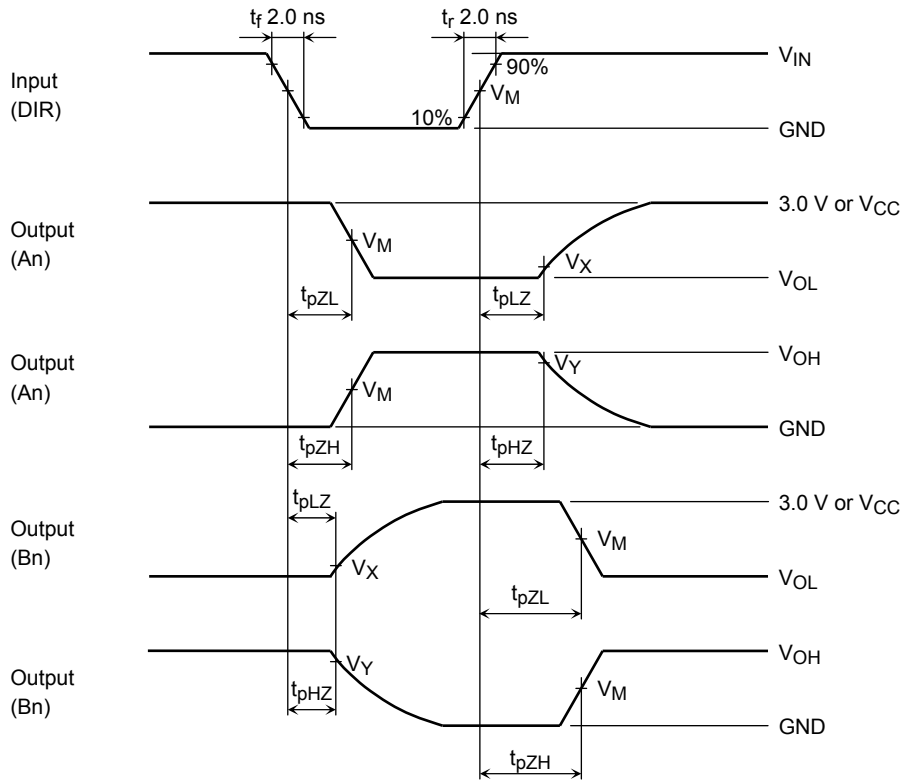 tf 2.0 ns
tr 2.0 ns
Input
(DIR)
VIN
90%
VM
10%
GND
Output
(An)
3.0 V or VCC
VM
VX
VOL
tpZL
tpLZ
Output
(An)
VOH
VY
VM
GND
tpZH
tpHZ
tpLZ
Output
(Bn)
3.0 V or VCC
VM
VX
VOL
tpZL
Output
(Bn)
VOH
VY
VM
tpHZ
GND
tpZH